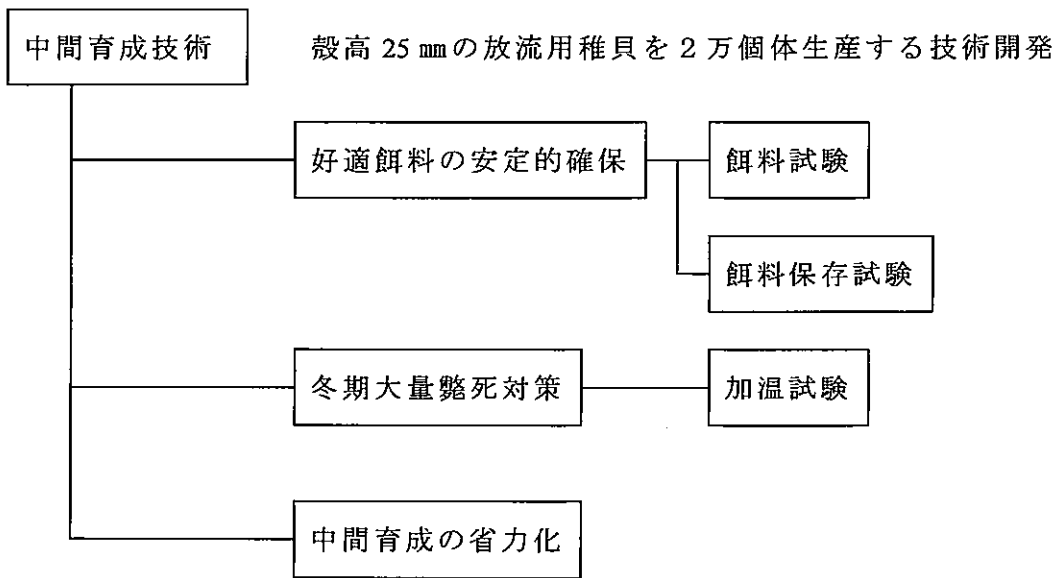 中間育成技術 殻高 25 ㎜の放流用稚貝を 2 万個体生産する技術開発
好適餌料の安定的確保 餌料試験
餌料保存試験
冬期大量斃死対策 加温試験
中間育成の省力化